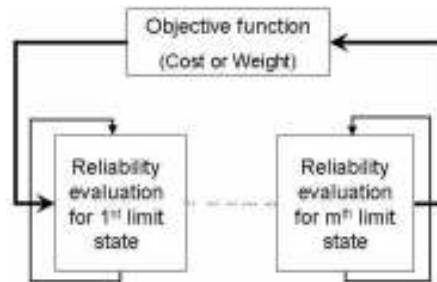 Objective function
(Cost or Weight)
Reliability
evaluation
for 1st limit
state
Reliability
evaluation
for mth limit
state